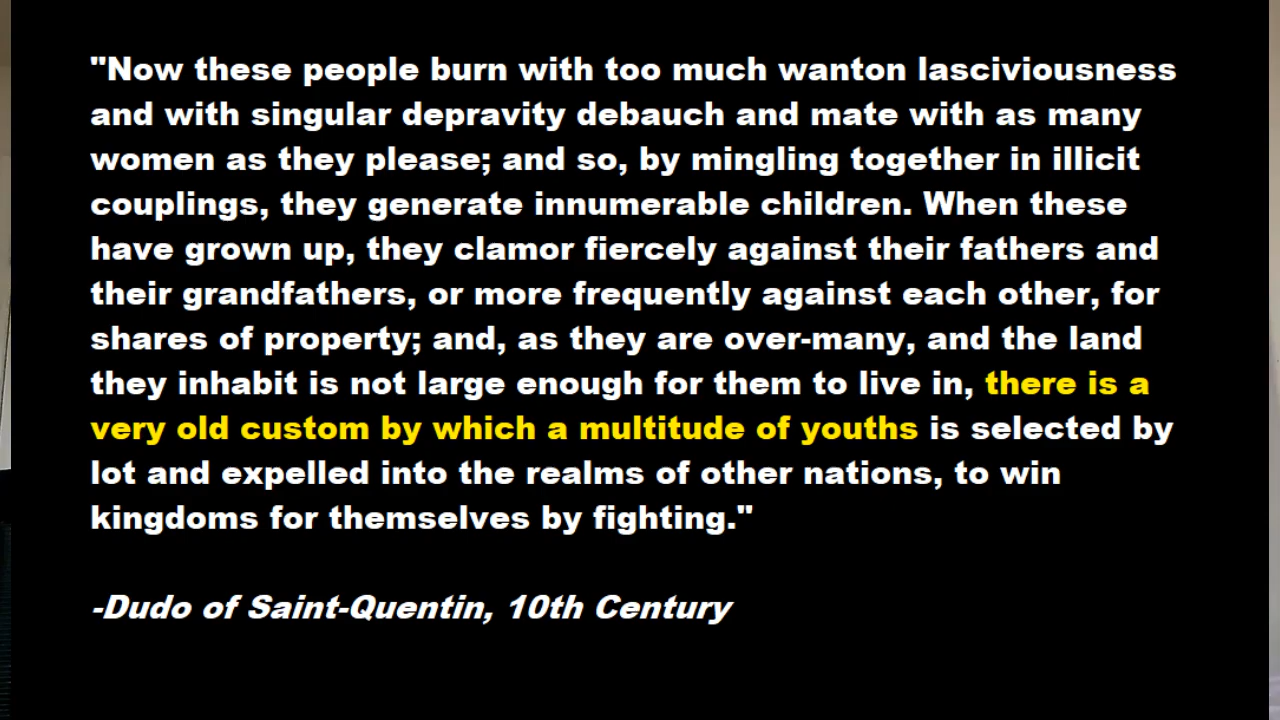 "Now these people burn with too much wanton lasciviousness
and with singular depravity debauch and mate with as many
women as they please; and so, by mingling together in illicit
couplings, they generate innumerable children. When these
have grown up, they clamor fiercely against their fathers and
their grandfathers, or more frequently against each other, for
shares of property; and, as they are over-many, and the land
they inhabit is not large enough for them to live in, there is a
very old custom by which a multitude of youths is selected by
lot and expelled into the realms of other nations, to win
kingdoms for themselves by fighting."
-Dudo of Saint-Quentin, 10th Century